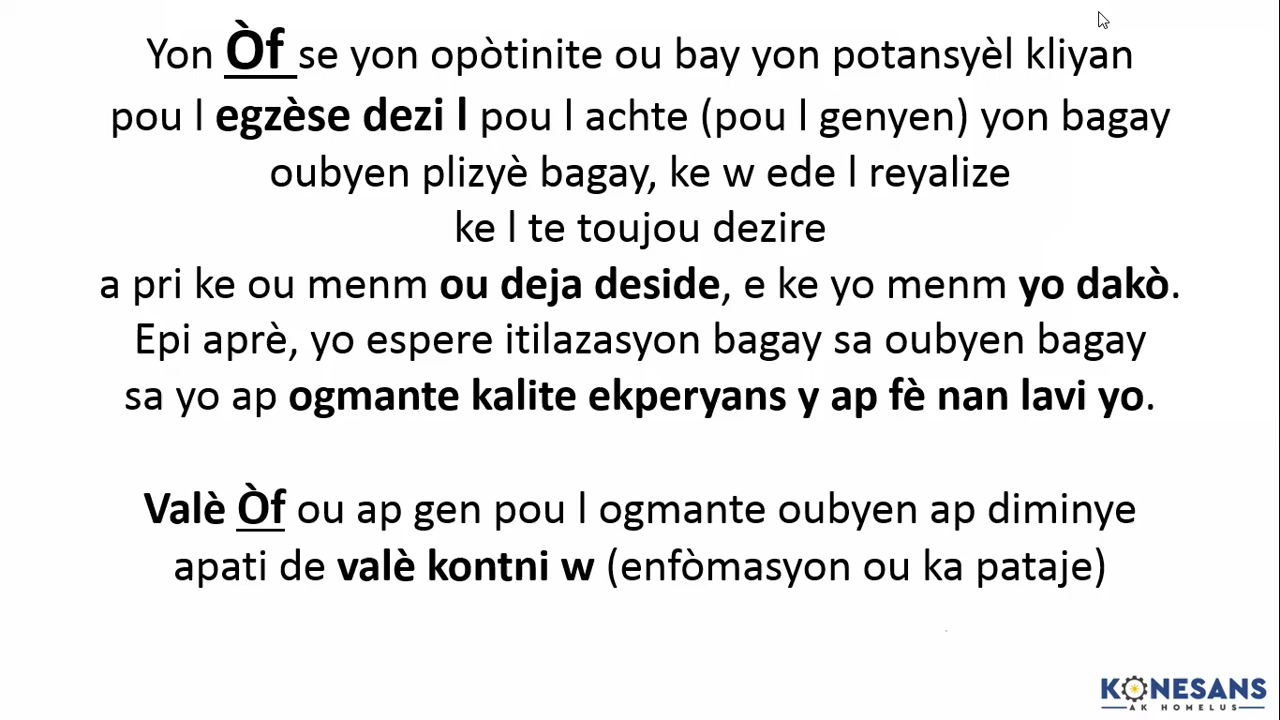 Yon Òf se yon opòtinite ou bay yon potansyèl kliyan
pou l egzèse dezi l pou l achte (pou l genyen) yon bagay
oubyen plizyè bagay, ke w ede l reyalize
ke l te toujou dezire
a pri ke ou menm ou deja deside, e ke yo menm yo dakò.
Epi aprè, yo espere itilazasyon bagay sa oubyen bagay
sa yo ap ogmante kalite ekperyans y ap fè nan lavi yo.
Valè Òf ou ap gen pou l ogmante oubyen ap diminye
apati de valè kontni w (enfòmasyon ou ka pataje)
KONESANS
AK HOMELUS